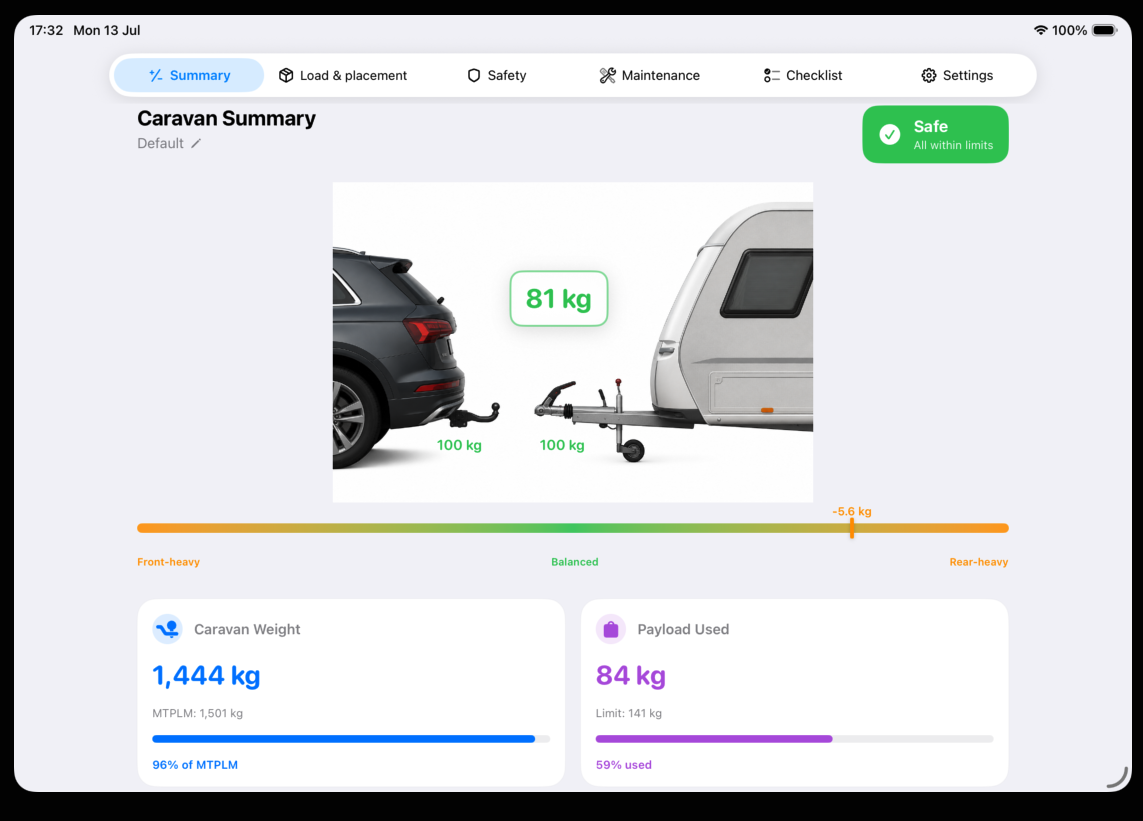 17:32 Mon 13 Jul
100%
Summary
Load & placement
Safety
Maintenance
Checklist
Settings
Caravan Summary
Default
Safe
All within limits
81 kg
100 kg
100 kg
-5.6 kg
Front-heavy
Balanced
Rear-heavy
Caravan Weight
1,444 kg
MTPLM: 1,501 kg
96% of MTPLM
Payload Used
84 kg
Limit: 141 kg
59% used